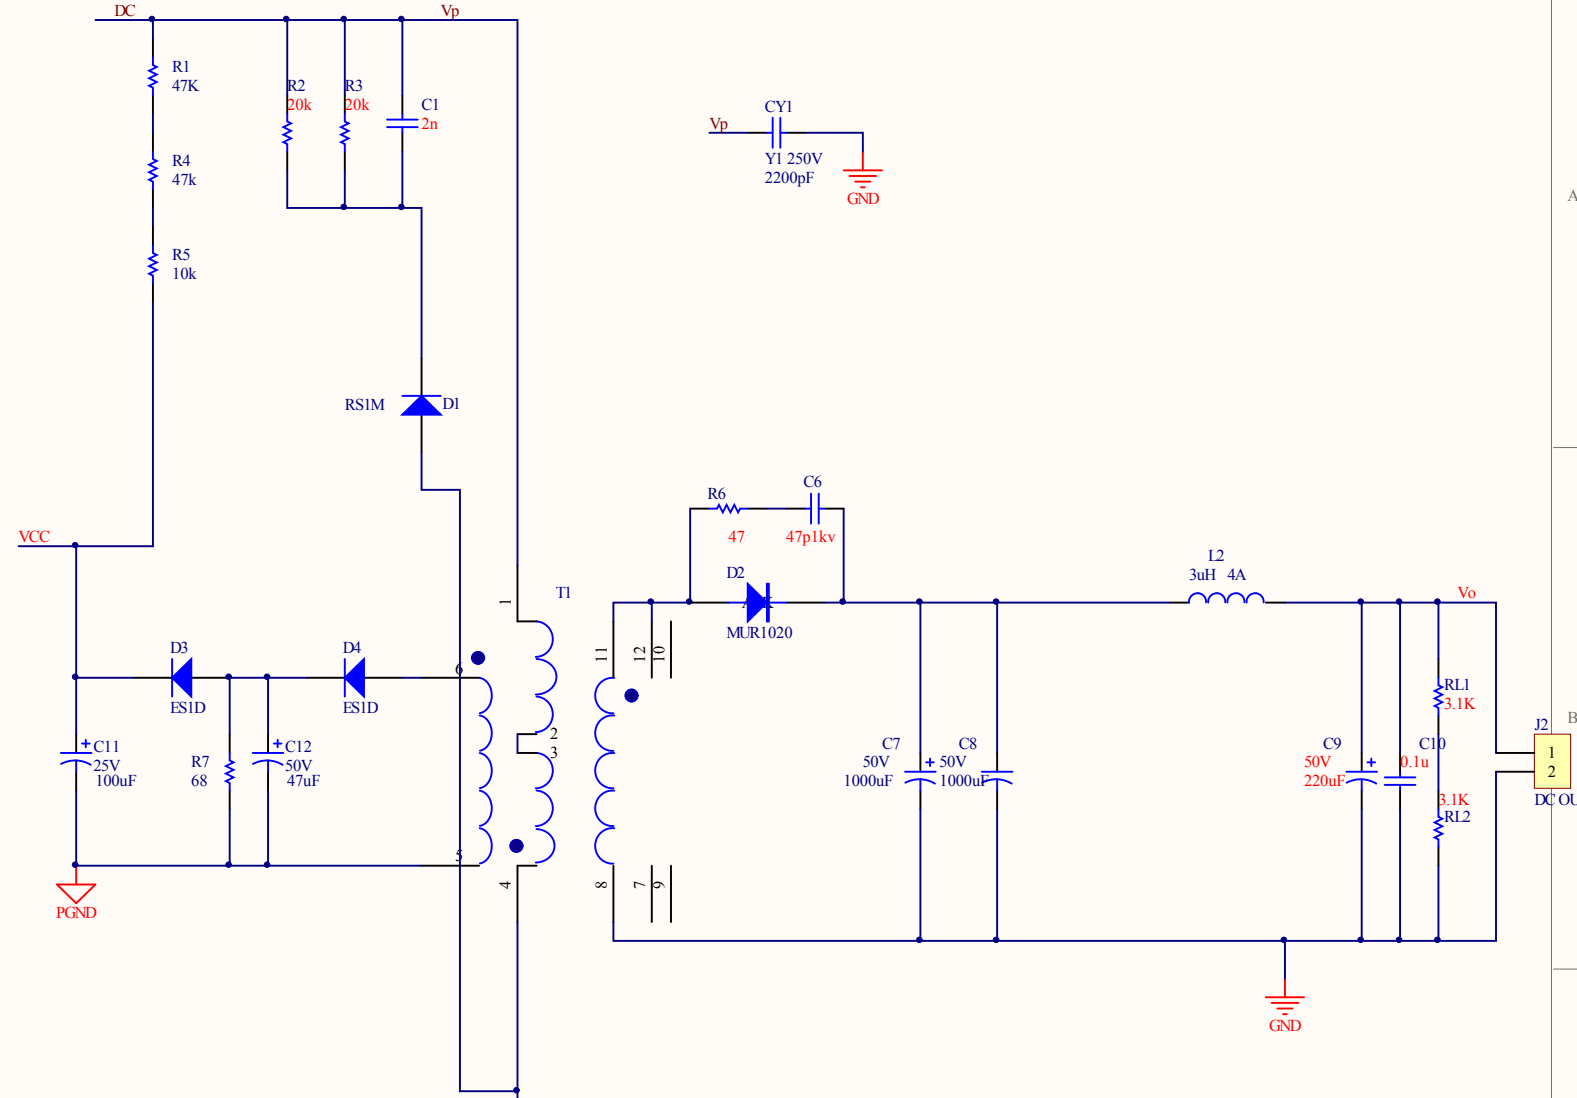 DC
Vp
R1
47K
R2
20k
R3
20k
C1
2n
CY1
Vp
Y1 250V
2200pF
GND
R4
47k
A
R5
10k
RS1M
D1
C6
R6
47
47p1kv
VCC
L2
3uH 4A
D2
T1
1
Vo
MUR1020
D3
D4
6
11
12
10
ES1D
ES1D
RL1
3.1K
B
J2
2
3
C11
25V
100uF
R7
68
C12
50V
47uF
C7
50V
1000uF
C8
50V
1000uF
C9
50V
220uF
C10
0.1u
1
2
DC OU
3.1K
RL2
5
4
8
7
9
PGND
GND